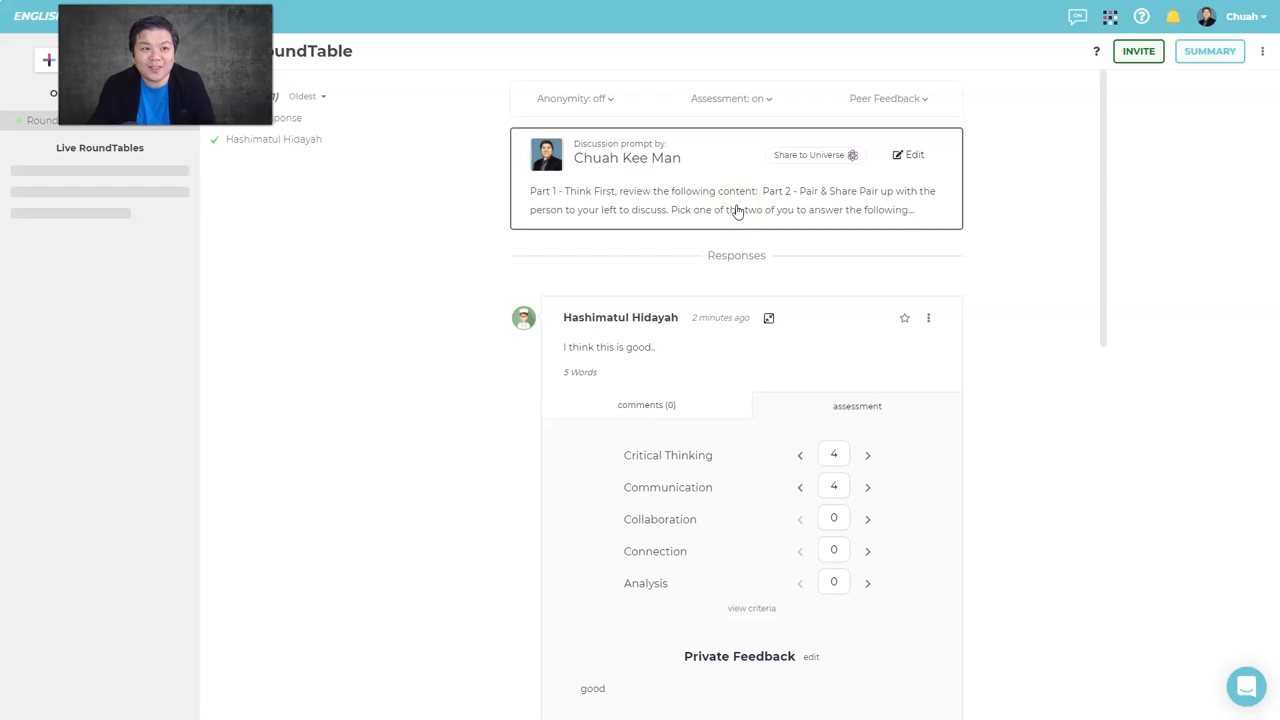 ENGLIS
ON
Chuah
oundTable
?
INVITE
SUMMARY
Oldest
Round
ponse
Hashimatul Hidayah
Live RoundTables
Anonymity: off
Assessment: on
Peer Feedback
Discussion prompt by:
Chuah Kee Man
Share to Universe
Edit
Part 1 - Think First, review the following content: Part 2 - Pair & Share Pair up with the
person to your left to discuss. Pick one of the two of you to answer the following...
Responses
Hashimatul Hidayah
2 minutes ago
I think this is good..
5 Words
comments (0)
assessment
Critical Thinking
4
Communication
4
Collaboration
0
Connection
0
Analysis
0
view criteria
Private Feedback
edit
good